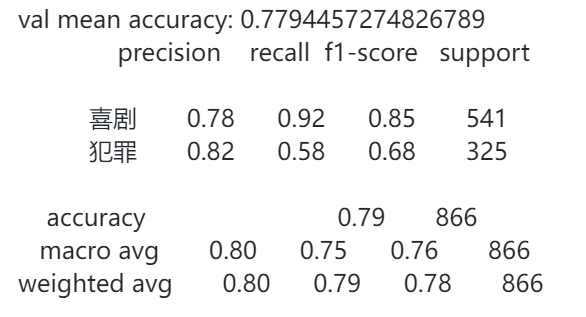 val mean accuracy: 0.7794457274826789
precision recall f1-score support
喜剧 0.78 0.92 0.85 541
犯罪 0.82 0.58 0.68 325
accuracy 0.79 866
macro avg 0.80 0.75 0.76 866
weighted avg 0.80 0.79 0.78 866